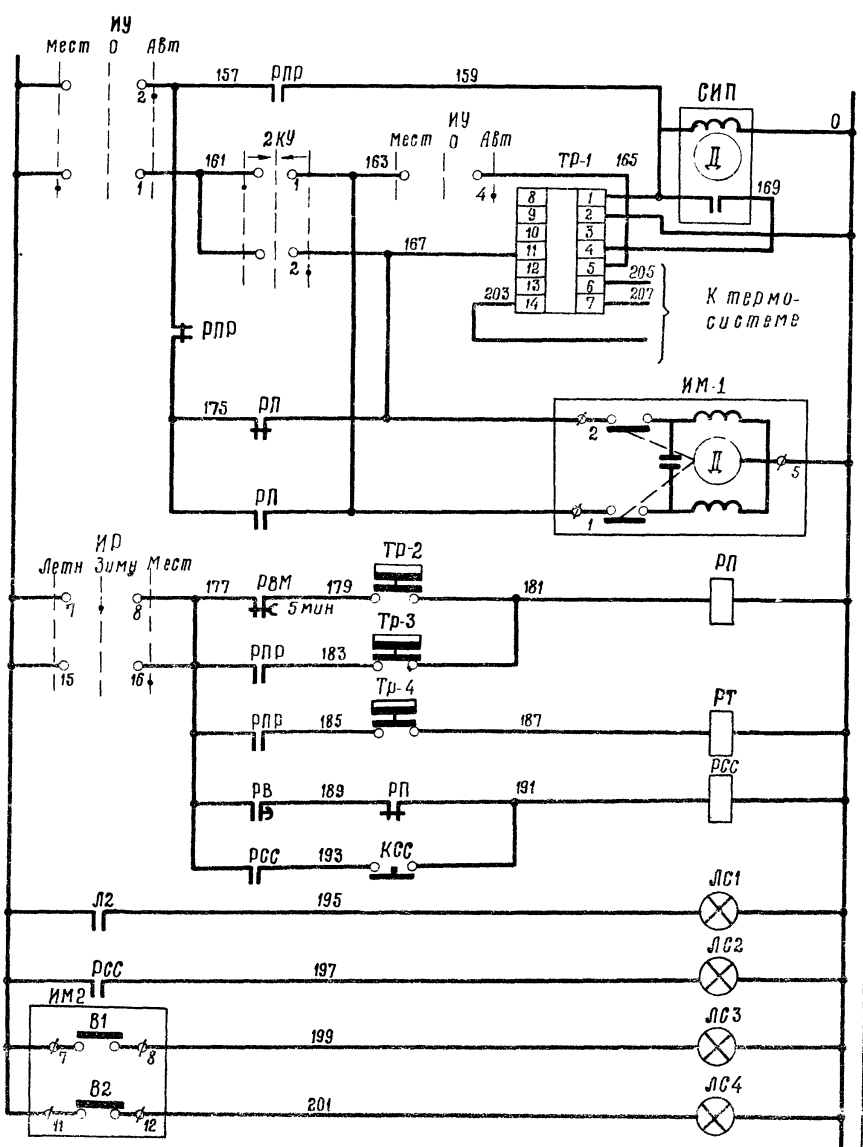 ИУ
Мест О Авт
157 РПР 159
СИП
2
О
Д
ИУ
2КУ Мест О Авт
161 163 ТР-1 165
1 1 4 169
8 1
9 2
10 3
11 4
12 5
13 6
14 7
2 167
205
203 207
К термо-
системе
РПР
ИМ-1
175 РП
2
Д
5
РП
1
ИР
Летн Зиму Мест
Тр-2
177 РВМ 179 181 РП
7 8 5 мин
Тр-3
РПР 183
15 16
Тр-4
РТ
РПР 185 187
РСС
РВ 189 РП 191
РСС 193 КСС
Л2 195 ЛС1
РСС 197 ЛС2
ИМ2
В1 199 ЛС3
7 8
В2 201 ЛС4
11 12